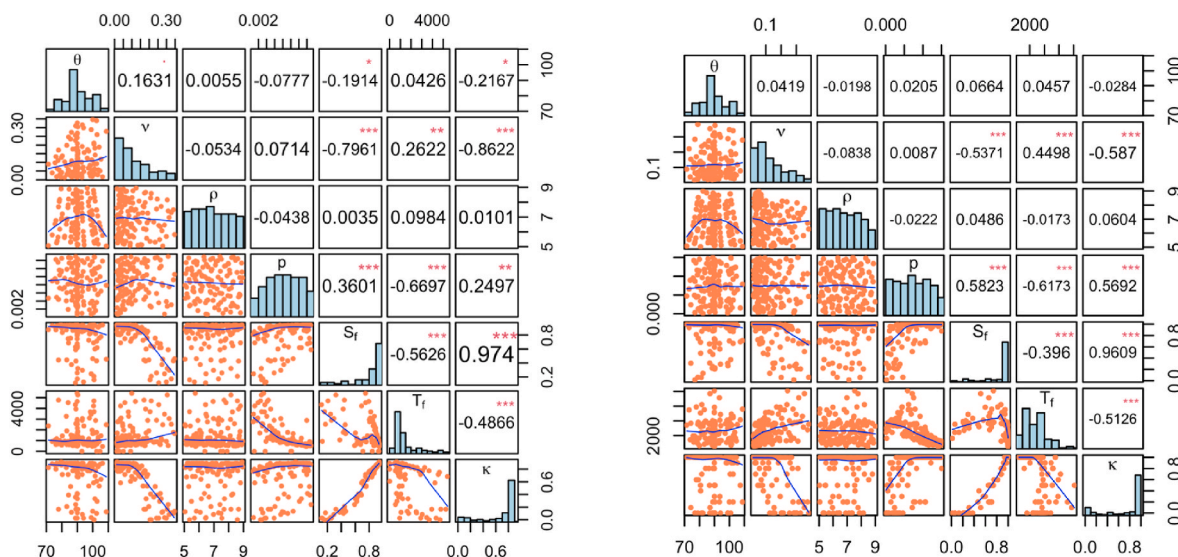 0.00 0.30 0.002 0 4000
θ 0.1631 · 0.0055 -0.0777 -0.1914 * 0.0426 -0.2167 * 70 100
0.00 0.30 ν -0.0534 0.0714 -0.7961 *** 0.2622 ** -0.8622 ***
ρ -0.0438 0.0035 0.0984 0.0101 5 7 9
0.002 p 0.3601 *** -0.6697 *** 0.2497 **
S_f -0.5626 *** 0.974 *** 0.2 0.8
0 4000 T_f -0.4866 ***
κ 0.0 0.6
70 100 5 7 9 0.2 0.8 0.0 0.6
0.1 0.000 2000
θ 0.0419 -0.0198 0.0205 0.0664 0.0457 -0.0284 70 100
0.1 ν -0.0838 0.0087 -0.5371 *** 0.4498 *** -0.587 ***
ρ -0.0222 0.0486 -0.0173 0.0604 5 7 9
0.000 p 0.5823 *** -0.6173 *** 0.5692 ***
S_f -0.396 *** 0.9609 *** 0.0 0.8
2000 T_f -0.5126 ***
κ 0.0 0.8
70 100 5 7 9 0.0 0.8 0.0 0.8